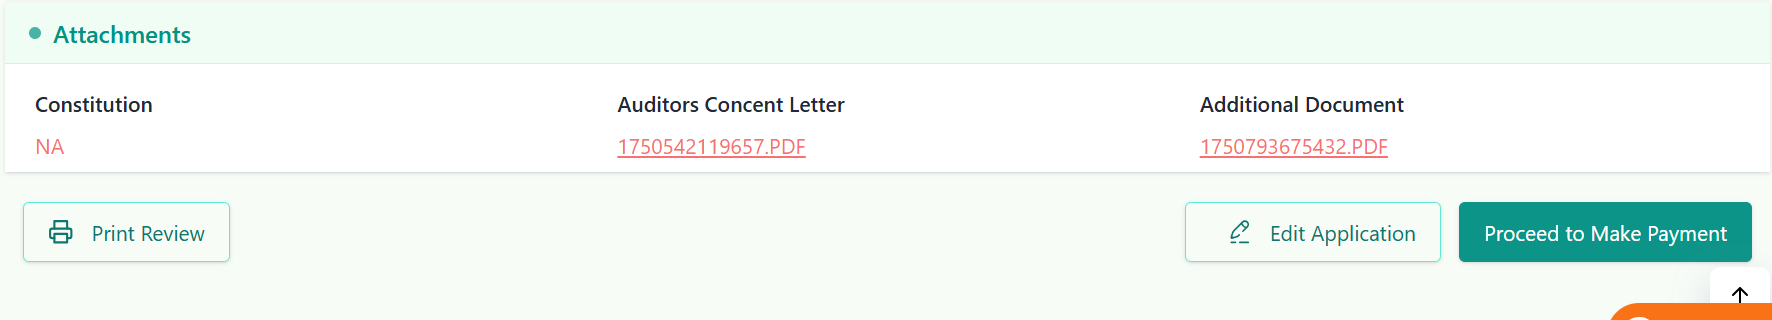 Attachments
Constitution Auditors Concent Letter Additional Document
NA 1750542119657.PDF 1750793675432.PDF
Print Review Edit Application Proceed to Make Payment